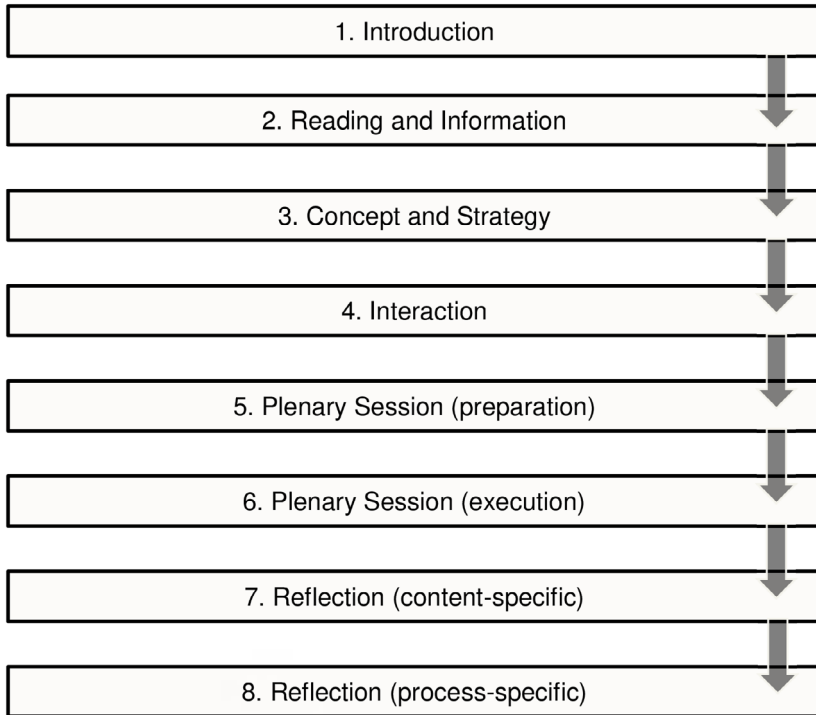 1. Introduction
2. Reading and Information
3. Concept and Strategy
4. Interaction
5. Plenary Session (preparation)
6. Plenary Session (execution)
7. Reflection (content-specific)
8. Reflection (process-specific)